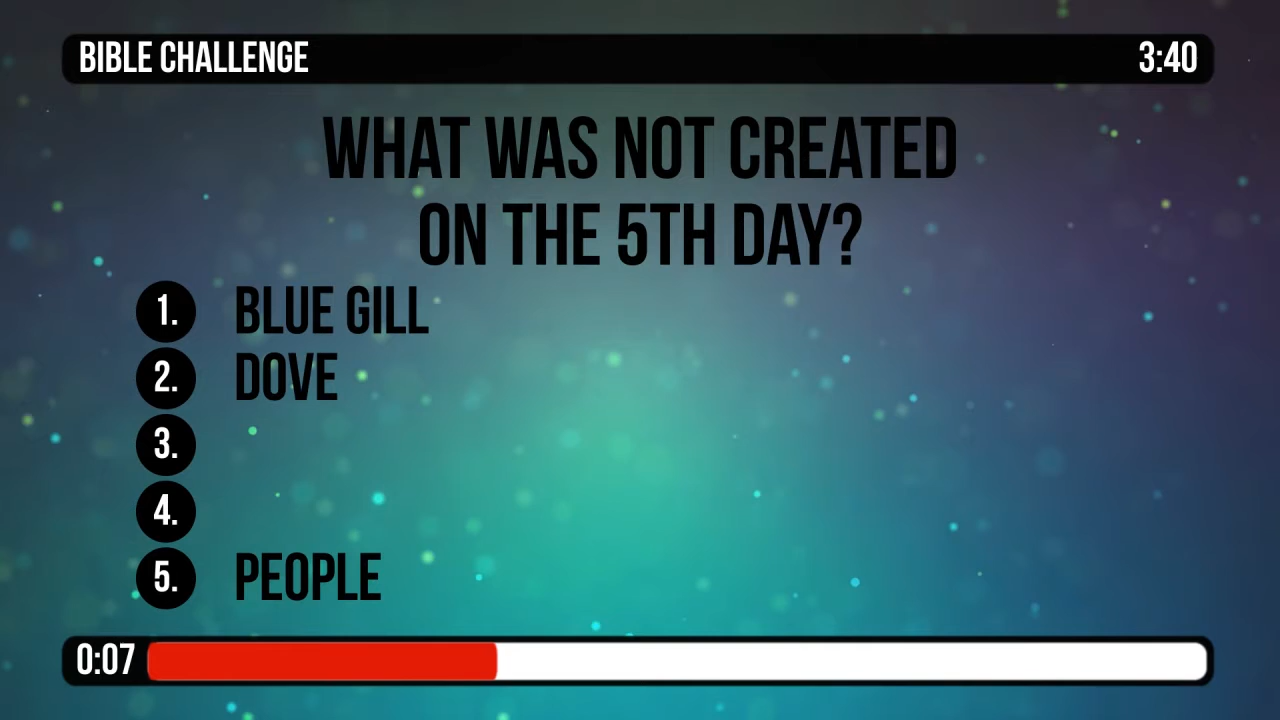 BIBLE CHALLENGE 3:40
WHAT WAS NOT CREATED
ON THE 5TH DAY?
1. BLUE GILL
2. DOVE
3.
4.
5. PEOPLE
0:07